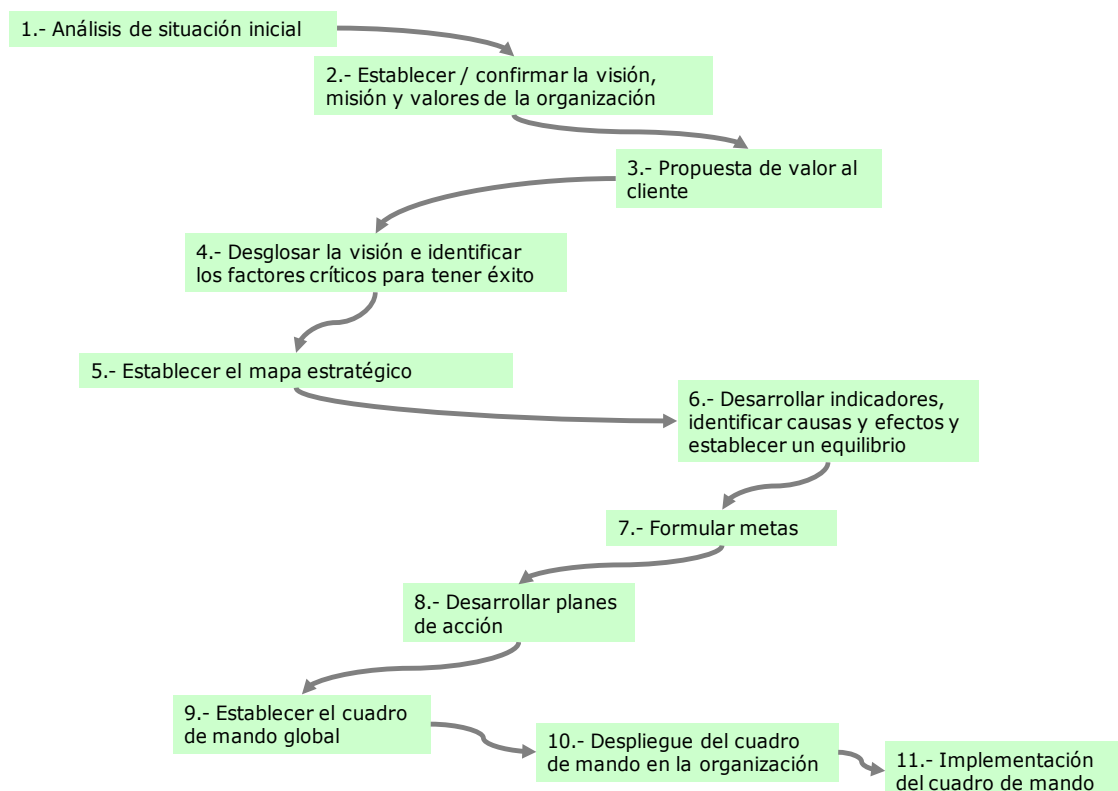 1.- Análisis de situación inicial
2.- Establecer / confirmar la visión,
misión y valores de la organización
3.- Propuesta de valor al
cliente
4.- Desglosar la visión e identificar
los factores críticos para tener éxito
5.- Establecer el mapa estratégico
6.- Desarrollar indicadores,
identificar causas y efectos y
establecer un equilibrio
7.- Formular metas
8.- Desarrollar planes
de acción
9.- Establecer el cuadro
de mando global
10.- Despliegue del cuadro
de mando en la organización
11.- Implementación
del cuadro de mando